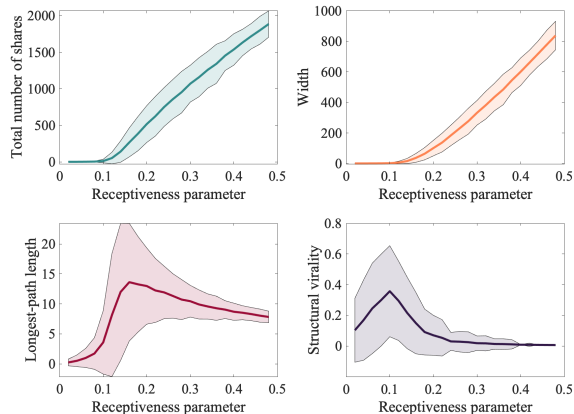 Total number of shares
2000
1500
1000
500
0
0 0.1 0.2 0.3 0.4 0.5
Receptiveness parameter
Width
1000
800
600
400
200
0
0 0.1 0.2 0.3 0.4 0.5
Receptiveness parameter
Longest-path length
20
15
10
5
0
0 0.1 0.2 0.3 0.4 0.5
Receptiveness parameter
Structural virality
0.8
0.6
0.4
0.2
0
0 0.1 0.2 0.3 0.4 0.5
Receptiveness parameter